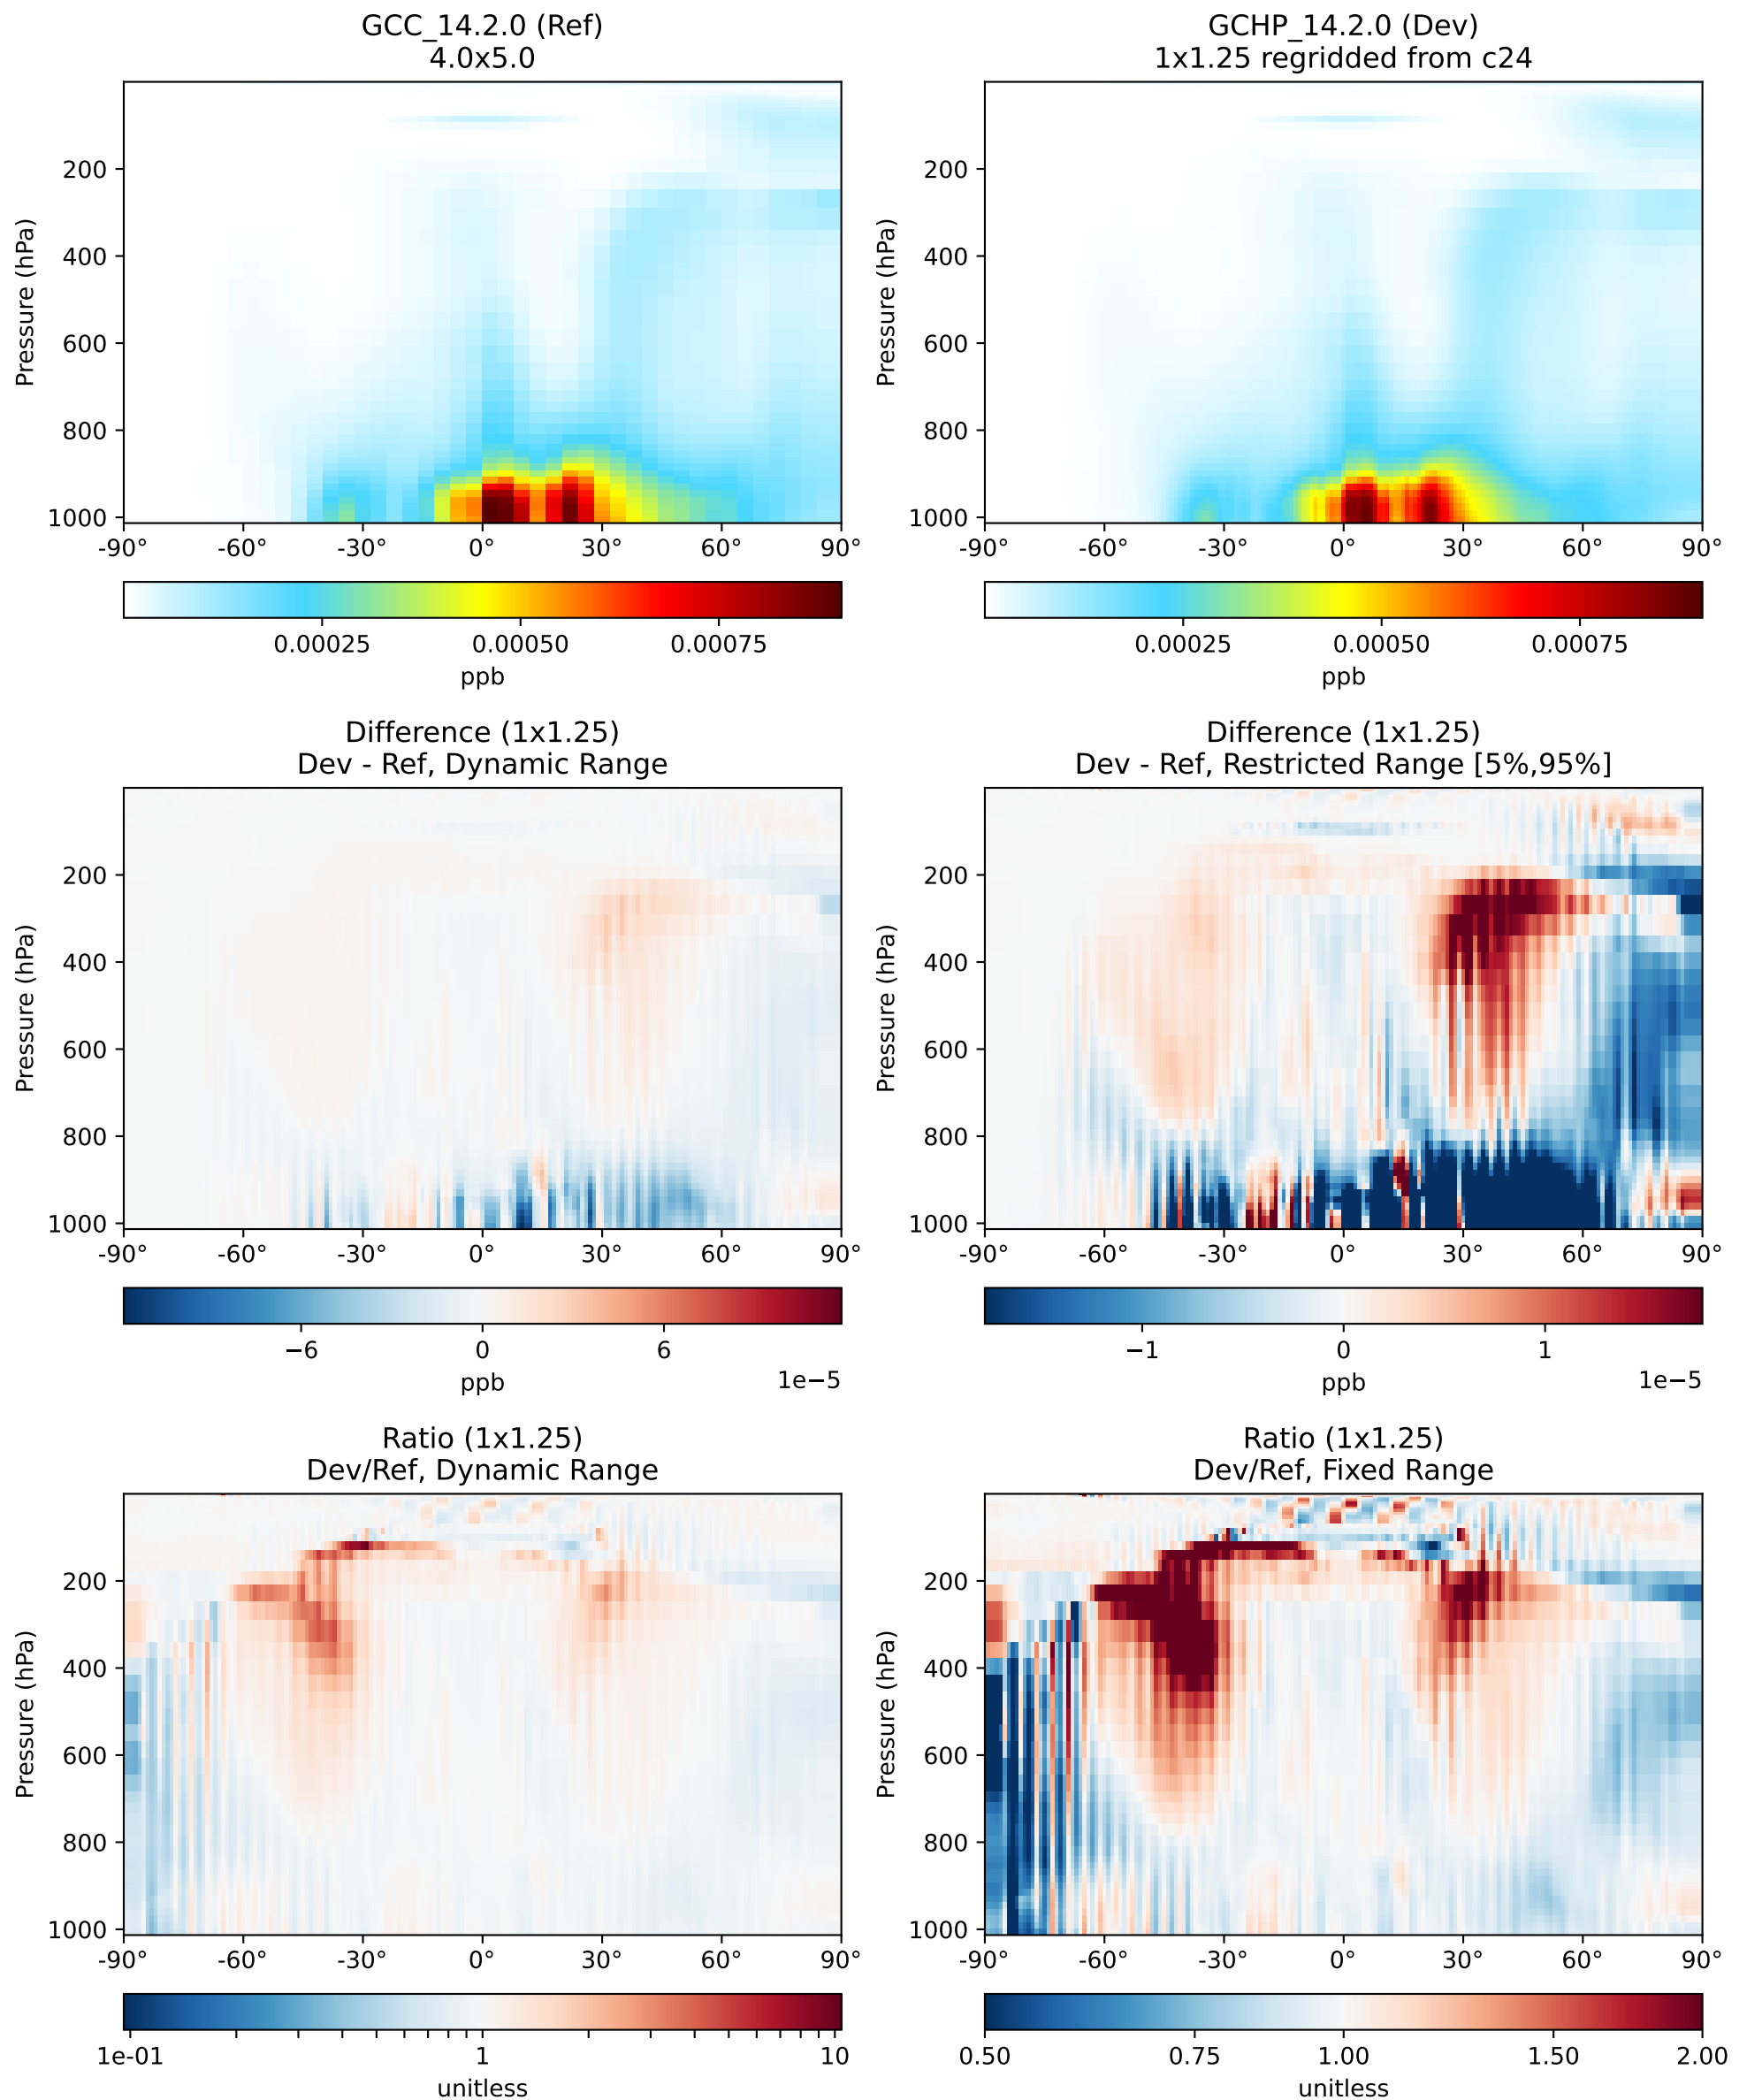 GCC_14.2.0 (Ref)
4.0x5.0
Pressure (hPa)
200
400
600
800
1000
-90° -60° -30° 0° 30° 60° 90°
0.00025 0.00050 0.00075
ppb
GCHP_14.2.0 (Dev)
1x1.25 regridded from c24
Pressure (hPa)
200
400
600
800
1000
-90° -60° -30° 0° 30° 60° 90°
0.00025 0.00050 0.00075
ppb
Difference (1x1.25)
Dev - Ref, Dynamic Range
Pressure (hPa)
200
400
600
800
1000
-90° -60° -30° 0° 30° 60° 90°
−6 0 6
1e−5
ppb
Difference (1x1.25)
Dev - Ref, Restricted Range [5%,95%]
Pressure (hPa)
200
400
600
800
1000
-90° -60° -30° 0° 30° 60° 90°
−1 0 1
1e−5
ppb
Ratio (1x1.25)
Dev/Ref, Dynamic Range
Pressure (hPa)
200
400
600
800
1000
-90° -60° -30° 0° 30° 60° 90°
1e-01 1 10
unitless
Ratio (1x1.25)
Dev/Ref, Fixed Range
Pressure (hPa)
200
400
600
800
1000
-90° -60° -30° 0° 30° 60° 90°
0.50 0.75 1.00 1.50 2.00
unitless